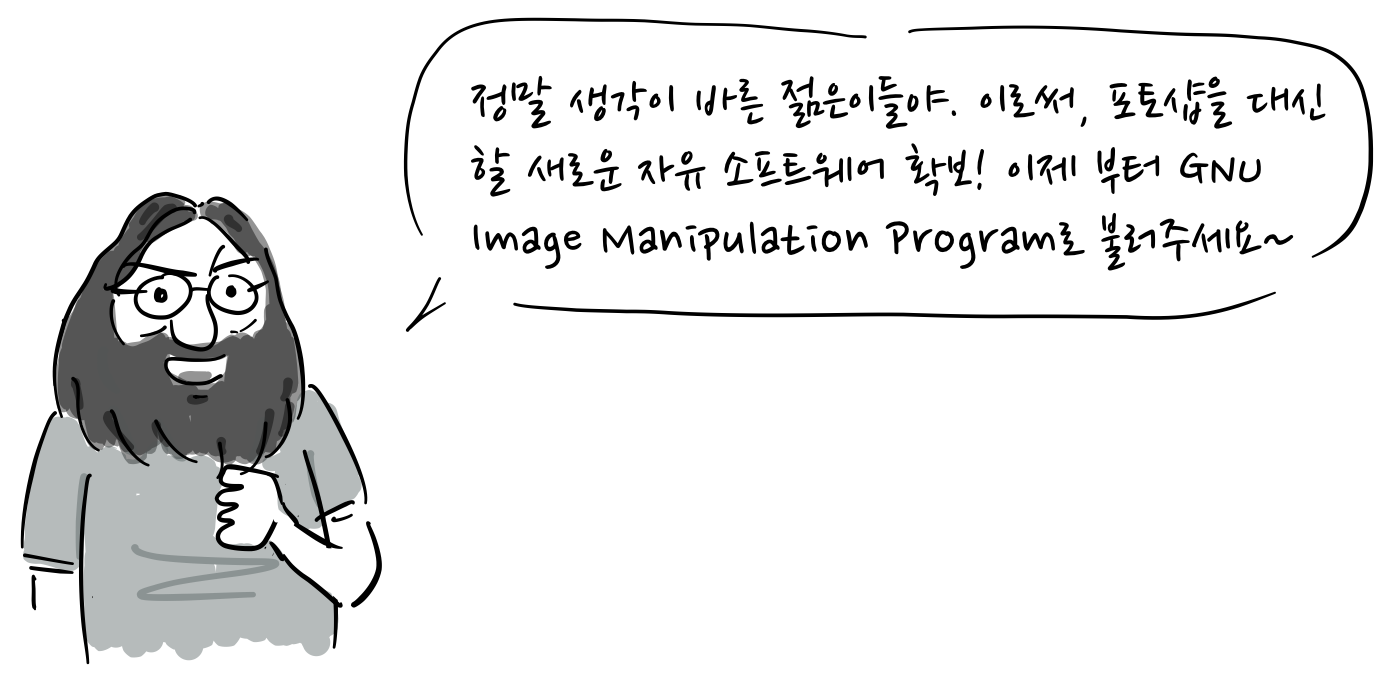 정말 생각이 바른 젊은이들야. 이로써, 포토샵을 대신
할 새로운 자유 소프트웨어 확보! 이제 부터 GNU
Image Manipulation Program로 불러주세요~